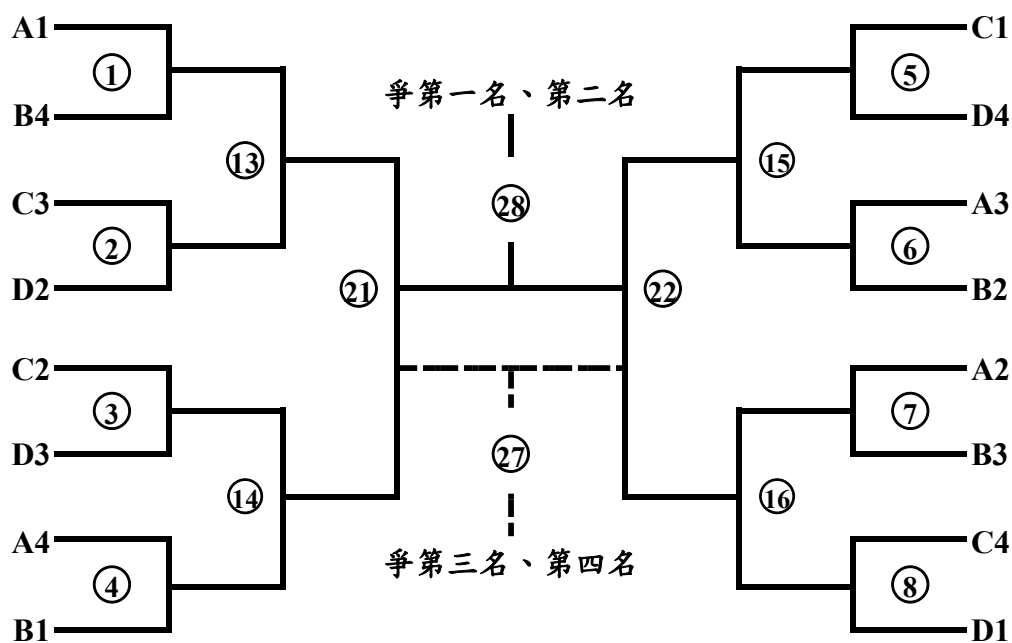 A1
①
B4
⑬
C3
②
D2
㉑
C2
③
D3
⑭
A4
④
B1
爭第一名、第二名
㉘
㉗
爭第三名、第四名
C1
⑤
D4
⑮
A3
⑥
B2
㉒
A2
⑦
B3
⑯
C4
⑧
D1